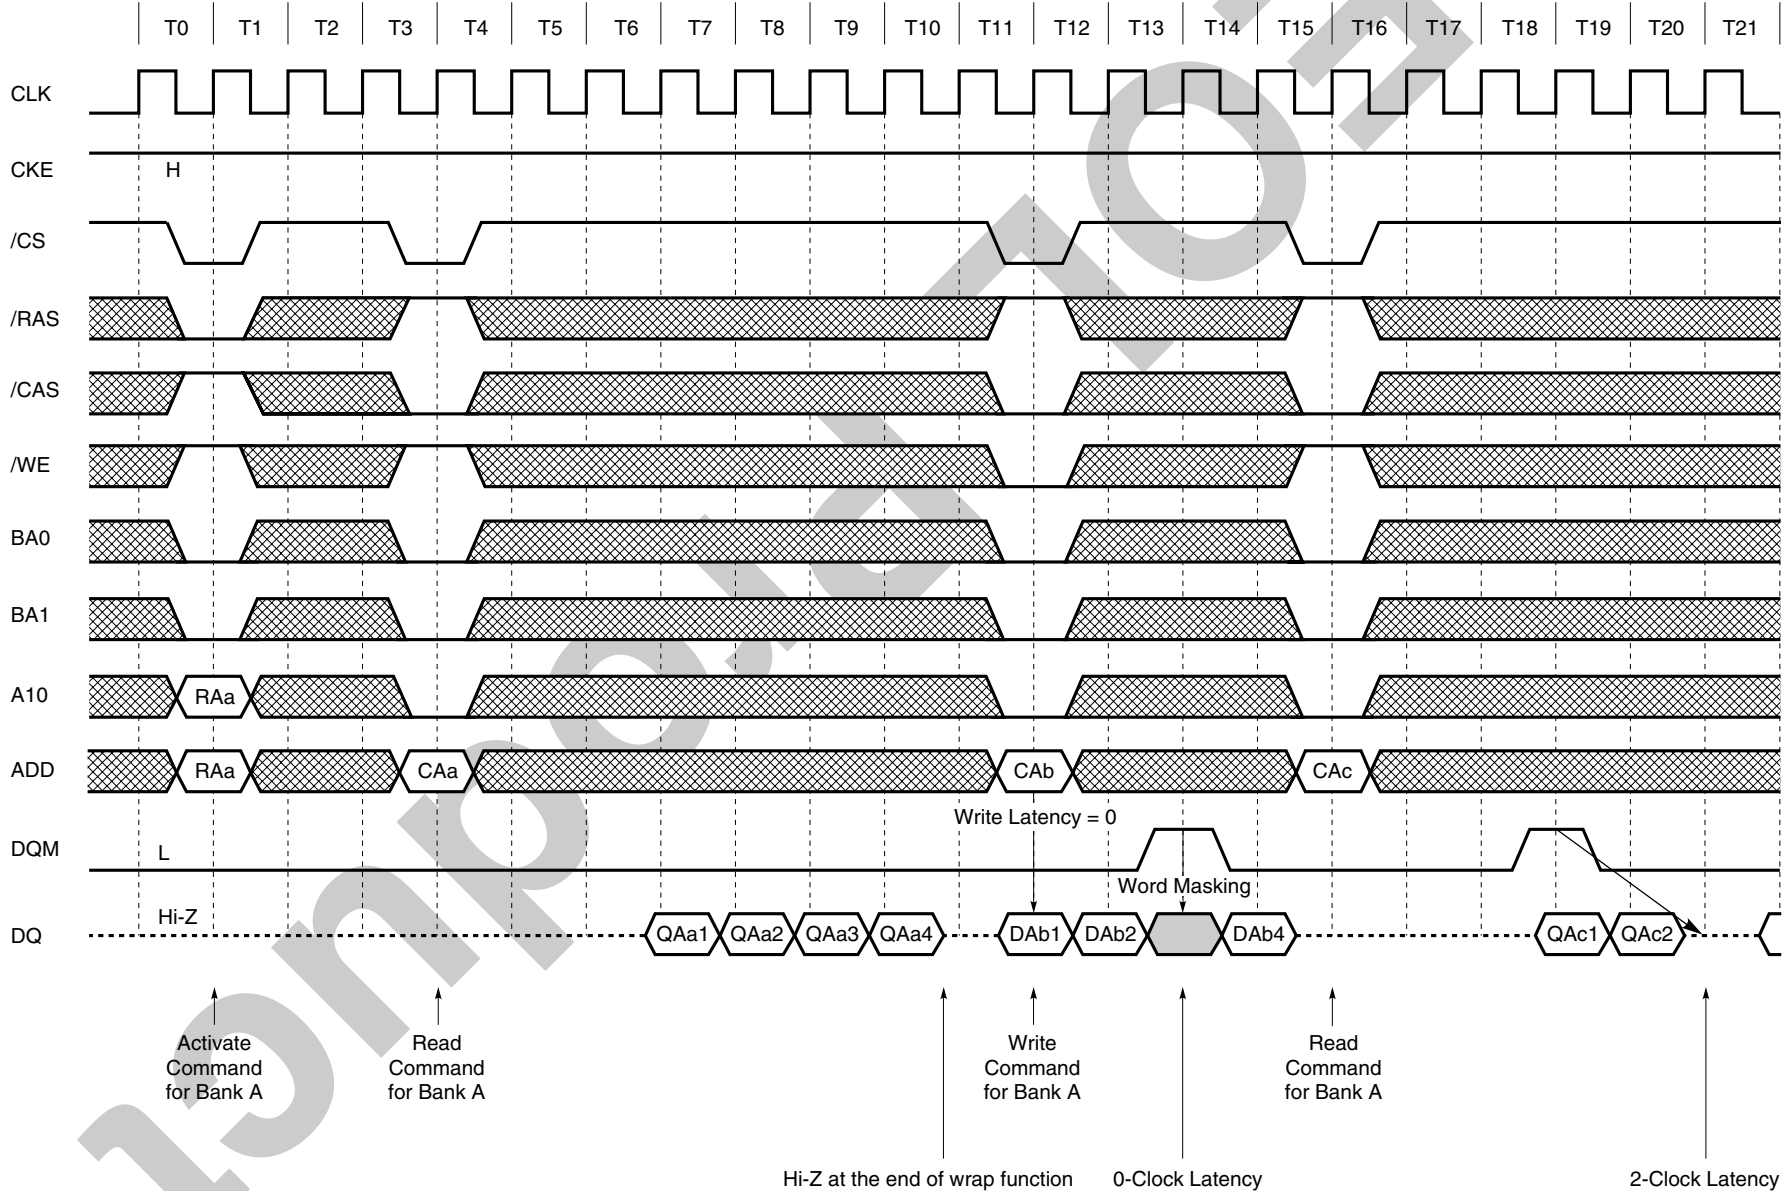 T0 T1 T2 T3 T4 T5 T6 T7 T8 T9 T10 T11 T12 T13 T14 T15 T16 T17 T18 T19 T20 T21
CLK
CKE H
/CS
/RAS
/CAS
/WE
BA0
BA1
A10 RAa
ADD RAa CAa CAb CAc
Write Latency = 0
DQM L
Word Masking
Hi-Z
DQ QAa1 QAa2 QAa3 QAa4 DAb1 DAb2 DAb4 QAc1 QAc2
Activate
Command
for Bank A
Read
Command
for Bank A
Write
Command
for Bank A
Read
Command
for Bank A
Hi-Z at the end of wrap function
0-Clock Latency
2-Clock Latency
EOL Product